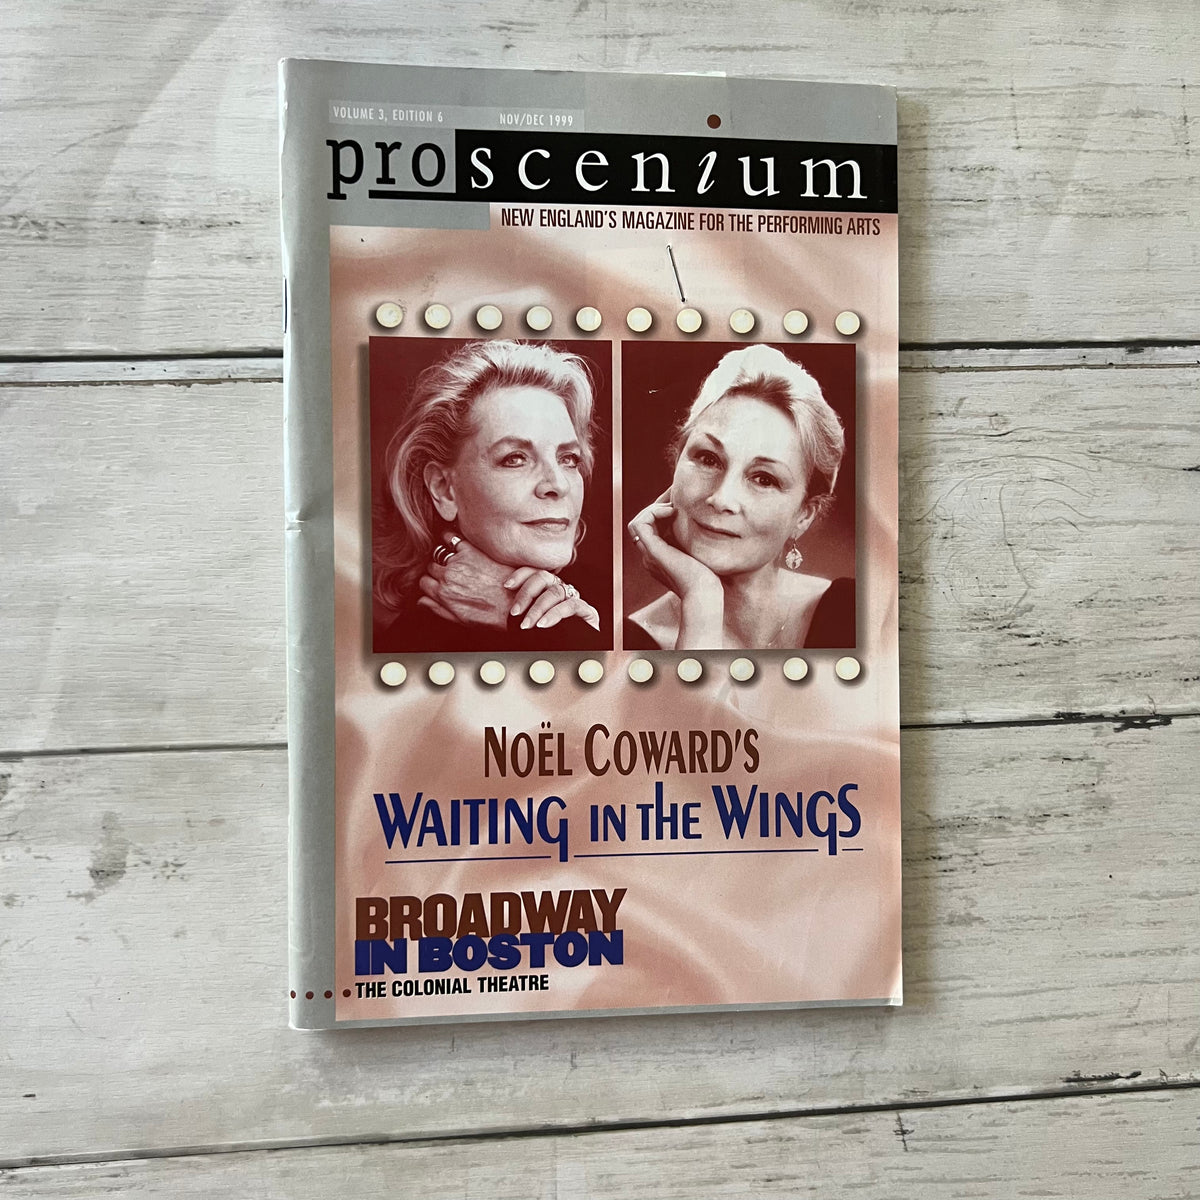 VOLUME 3, EDITION 6 NOV/DEC 1999
proscenium
NEW ENGLAND'S MAGAZINE FOR THE PERFORMING ARTS
NOËL COWARD'S
WAITING IN THE WINGS
BROADWAY
IN BOSTON
THE COLONIAL THEATRE